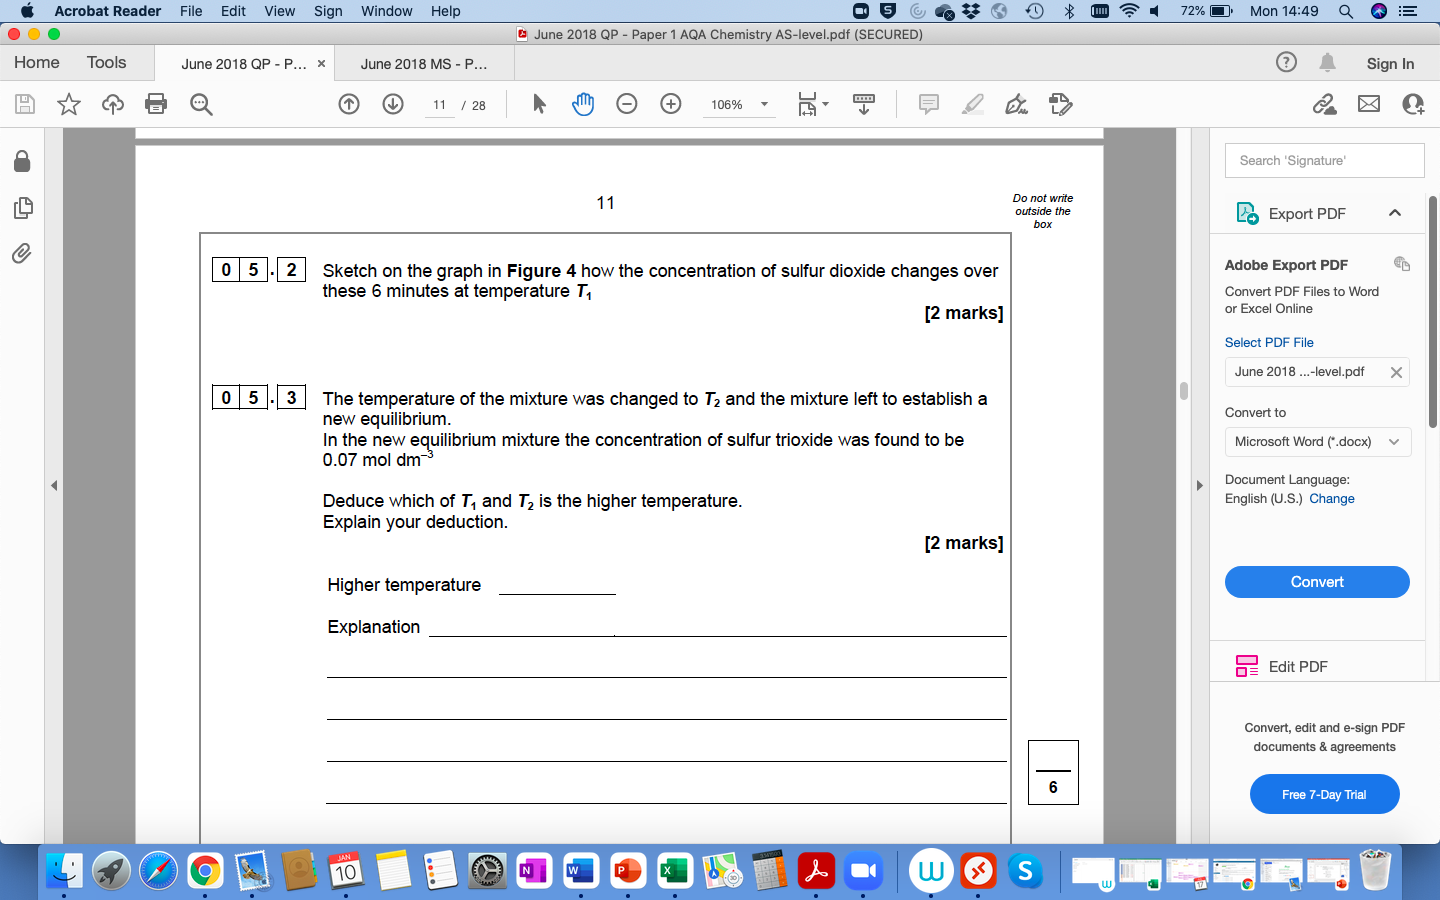 Acrobat Reader File Edit View Sign Window Help 72% Mon 14:49
June 2018 QP - Paper 1 AQA Chemistry AS-level.pdf (SECURED)
Home Tools June 2018 QP - P... × June 2018 MS - P... Sign In
11 / 28 106%
11
Do not write
outside the
box
0 5 . 2 Sketch on the graph in Figure 4 how the concentration of sulfur dioxide changes over
these 6 minutes at temperature T₁
[2 marks]
0 5 . 3 The temperature of the mixture was changed to T₂ and the mixture left to establish a
new equilibrium.
In the new equilibrium mixture the concentration of sulfur trioxide was found to be
0.07 mol dm⁻³
Deduce which of T₁ and T₂ is the higher temperature.
Explain your deduction.
[2 marks]
Higher temperature
Explanation
6
Search 'Signature'
Export PDF
Adobe Export PDF
Convert PDF Files to Word
or Excel Online
Select PDF File
June 2018 ...-level.pdf
Convert to
Microsoft Word (*.docx)
Document Language:
English (U.S.) Change
Convert
Edit PDF
Convert, edit and e-sign PDF
documents & agreements
Free 7-Day Trial
JAN
10